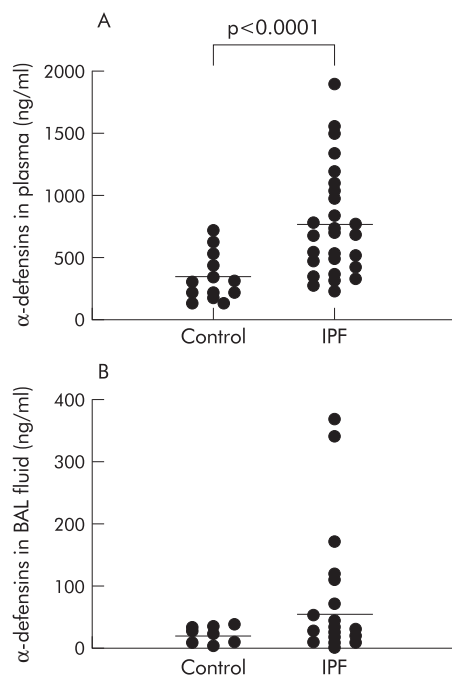 A
p<0.0001
2000
1500
1000
500
0
α-defensins in plasma (ng/ml)
Control IPF
B
400
300
200
100
0
α-defensins in BAL fluid (ng/ml)
Control IPF